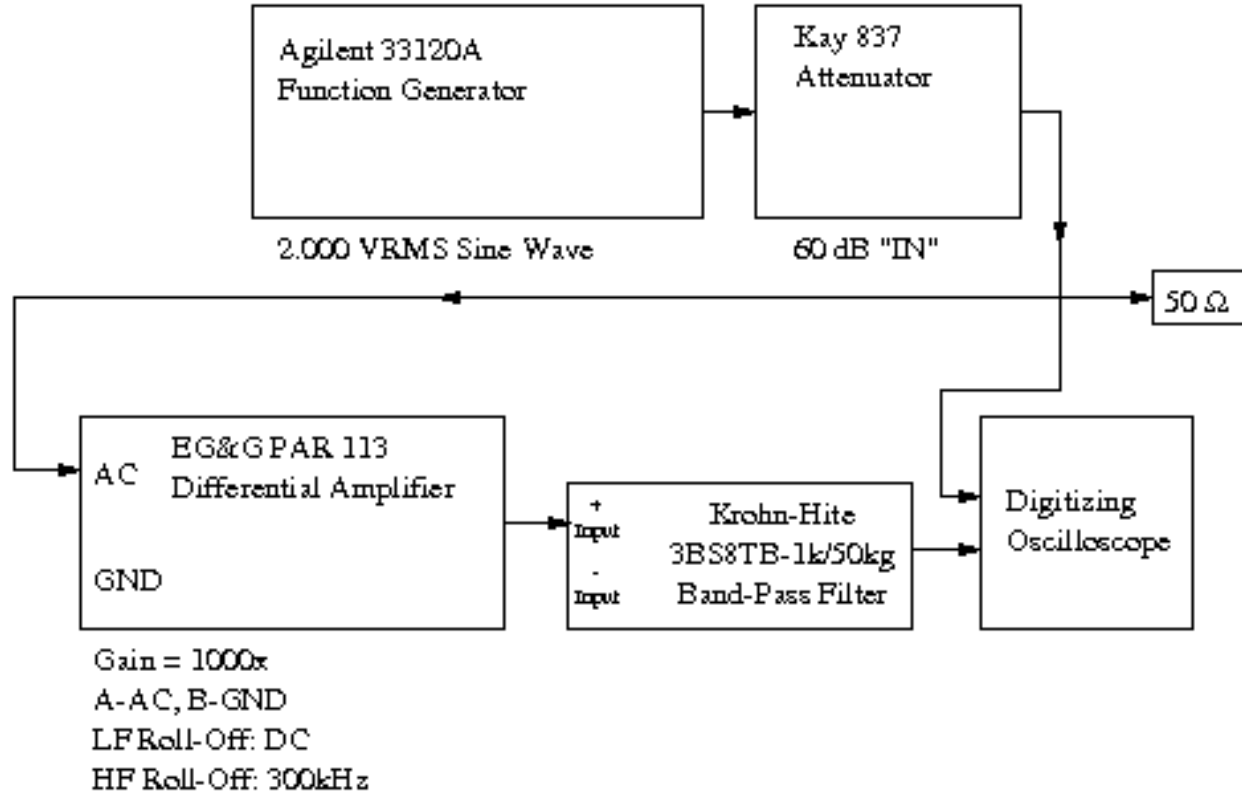 Agilent 33120A
Function Generator
Kay 837
Attenuator
2.000 VRMS Sine Wave
60 dB "IN"
50 Ω
AC
EG&G PAR 113
Differential Amplifier
GND
+
Input
-
Input
Krohn-Hite
3BS8TB-1k/50kg
Band-Pass Filter
Digitizing
Oscilloscope
Gain = 1000x
A-AC, B-GND
LF Roll-Off: DC
HF Roll-Off: 300kHz